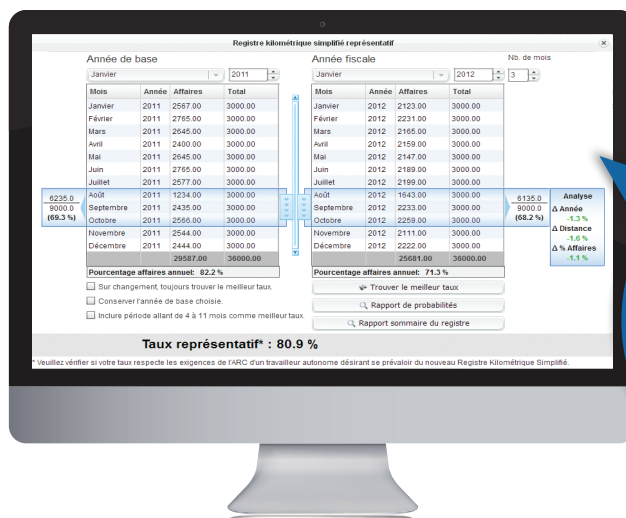 Registre kilométrique simplifié représentatif
Année de base Année fiscale Nb. de mois
Janvier 2011 Janvier 2012 3
Mois Année Affaires Total Mois Année Affaires Total
Janvier 2011 2567.00 3000.00 Janvier 2012 2123.00 3000.00
Février 2011 2765.00 3000.00 Février 2012 2231.00 3000.00
Mars 2011 2645.00 3000.00 Mars 2012 2165.00 3000.00
Avril 2011 2400.00 3000.00 Avril 2012 2159.00 3000.00
Mai 2011 2645.00 3000.00 Mai 2012 2147.00 3000.00
Juin 2011 2765.00 3000.00 Juin 2012 2189.00 3000.00
Juillet 2011 2577.00 3000.00 Juillet 2012 2199.00 3000.00
6235.0 Août 2011 1234.00 3000.00 Août 2012 1643.00 3000.00 6135.0 Analyse
9000.0 Septembre 2011 2435.00 3000.00 Septembre 2012 2233.00 3000.00 9000.0 Δ Année
(69.3 %) Octobre 2011 2566.00 3000.00 Octobre 2012 2259.00 3000.00 (68.2 %) -1.3 %
Novembre 2011 2544.00 3000.00 Novembre 2012 2111.00 3000.00 Δ Distance
-1.6 %
Décembre 2011 2444.00 3000.00 Décembre 2012 2222.00 3000.00 Δ % Affaires
29587.00 36000.00 25681.00 36000.00 -1.1 %
Pourcentage affaires annuel: 82.2 % Pourcentage affaires annuel: 71.3 %
Sur changement, toujours trouver le meilleur taux. Trouver le meilleur taux
Conserver l'année de base choisie. Rapport de probabilités
Inclure période allant de 4 à 11 mois comme meilleur taux. Rapport sommaire du registre
Taux représentatif* : 80.9 %
* Veuillez vérifier si votre taux respecte les exigences de l'ARC d'un travailleur autonome désirant se prévaloir du nouveau Registre Kilométrique Simplifié.